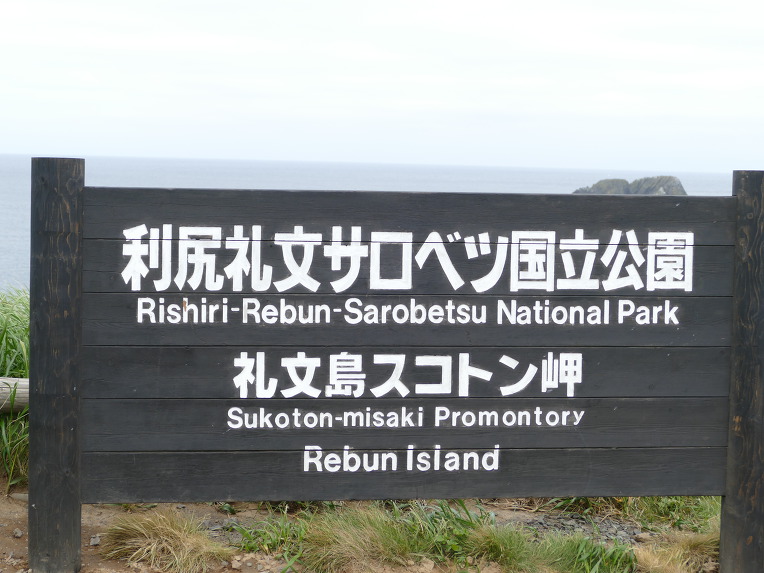 利尻礼文サロベツ国立公園
Rishiri-Rebun-Sarobetsu National Park
礼文島スコトン岬
Sukoton-misaki Promontory
Rebun Island